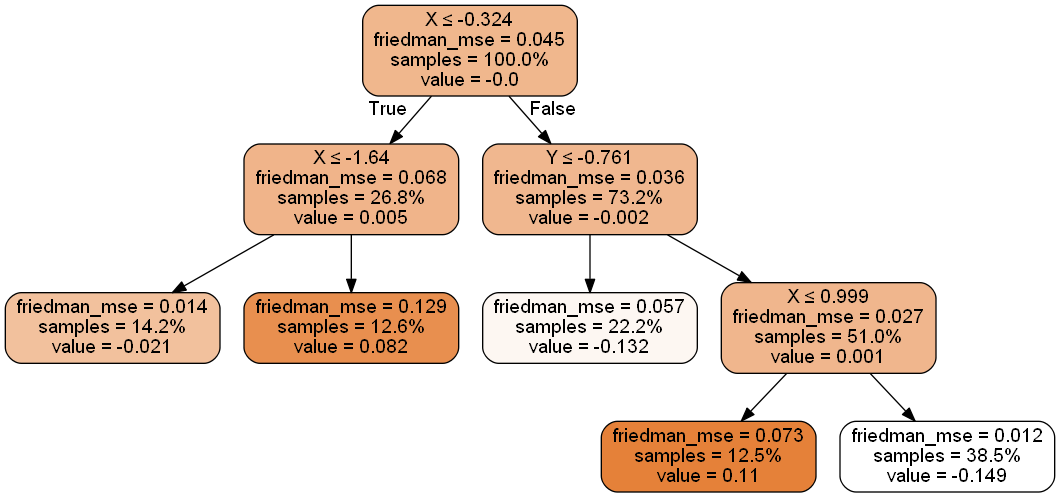 X ≤ -0.324
friedman_mse = 0.045
samples = 100.0%
value = -0.0
True
False
X ≤ -1.64
friedman_mse = 0.068
samples = 26.8%
value = 0.005
Y ≤ -0.761
friedman_mse = 0.036
samples = 73.2%
value = -0.002
friedman_mse = 0.014
samples = 14.2%
value = -0.021
friedman_mse = 0.129
samples = 12.6%
value = 0.082
friedman_mse = 0.057
samples = 22.2%
value = -0.132
X ≤ 0.999
friedman_mse = 0.027
samples = 51.0%
value = 0.001
friedman_mse = 0.073
samples = 12.5%
value = 0.11
friedman_mse = 0.012
samples = 38.5%
value = -0.149